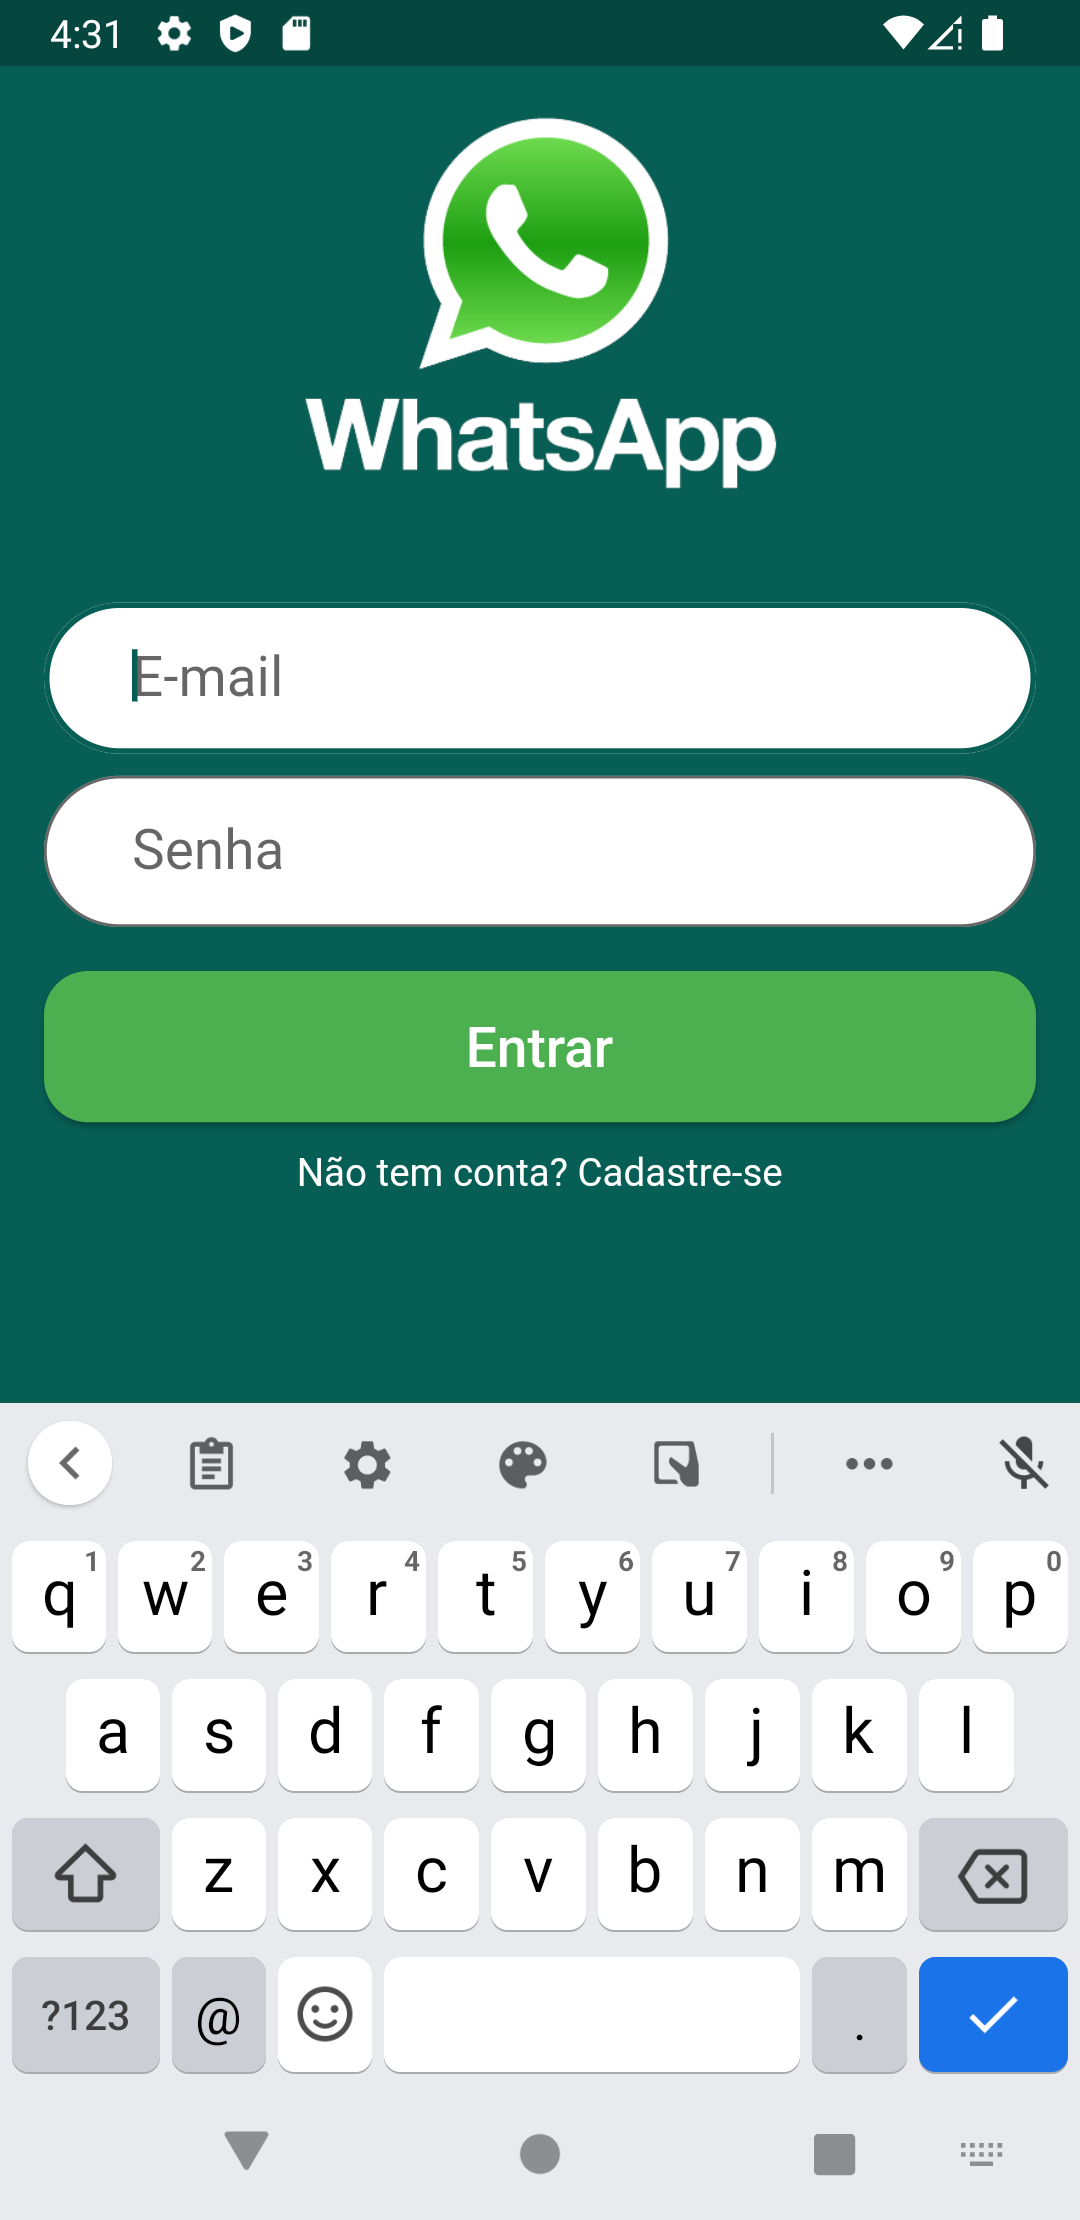 4:31
WhatsApp
E-mail
Senha
Entrar
Não tem conta? Cadastre-se
q 1 w 2 e 3 r 4 t 5 y 6 u 7 i 8 o 9 p 0
a s d f g h j k l
z x c v b n m
?123 @ .